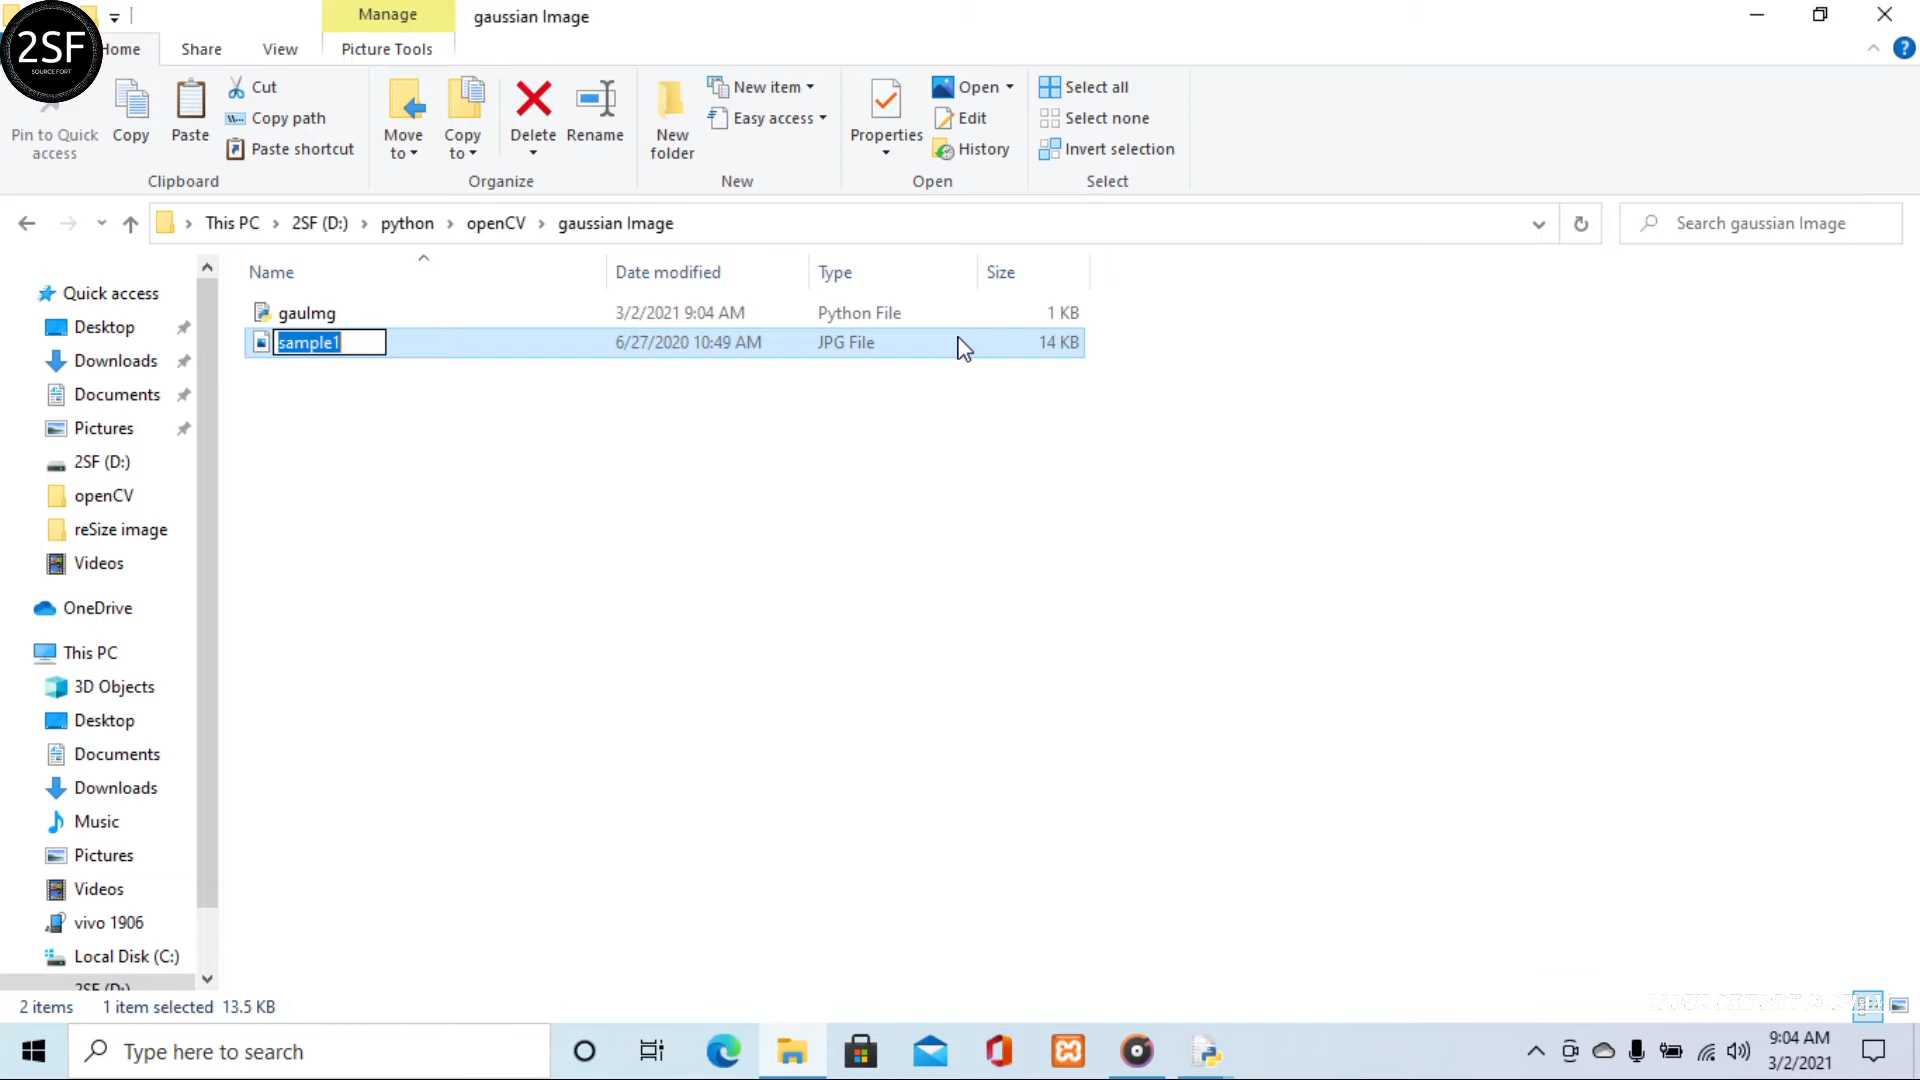 2SF
SOURCE FORT
Manage
gaussian Image
Home
Share
View
Picture Tools
Pin to Quick access
Copy
Paste
Cut
Copy path
Paste shortcut
Clipboard
Move to
Copy to
Delete
Rename
Organize
New folder
New item
Easy access
New
Properties
Open
Edit
History
Open
Select all
Select none
Invert selection
Select
This PC > 2SF (D:) > python > openCV > gaussian Image
Search gaussian Image
Name Date modified Type Size
gauImg 3/2/2021 9:04 AM Python File 1 KB
sample1 6/27/2020 10:49 AM JPG File 14 KB
Quick access
Desktop
Downloads
Documents
Pictures
2SF (D:)
openCV
reSize image
Videos
OneDrive
This PC
3D Objects
Desktop
Documents
Downloads
Music
Pictures
Videos
vivo 1906
Local Disk (C:)
2SF (D:)
2 items 1 item selected 13.5 KB
Type here to search
9:04 AM
3/2/2021